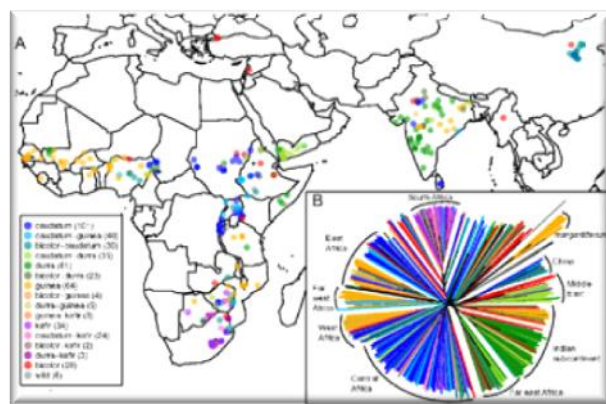 A
caudatum (101)
caudatum-guinea (40)
bicolor-caudatum (30)
caudatum-durra (33)
durra (81)
bicolor-durra (23)
guinea (64)
bicolor-guinea (4)
durra-guinea (5)
guinea-kafir (3)
kafir (34)
caudatum-kafir (24)
bicolor-kafir (2)
durra-kafir (3)
bicolor (28)
wild (6)
B
South Africa
margaritiferum
East
Africa
China
Middle
east
Far
west
Africa
West
Africa
Indian
subcontinent
Central
Africa
Far east Africa